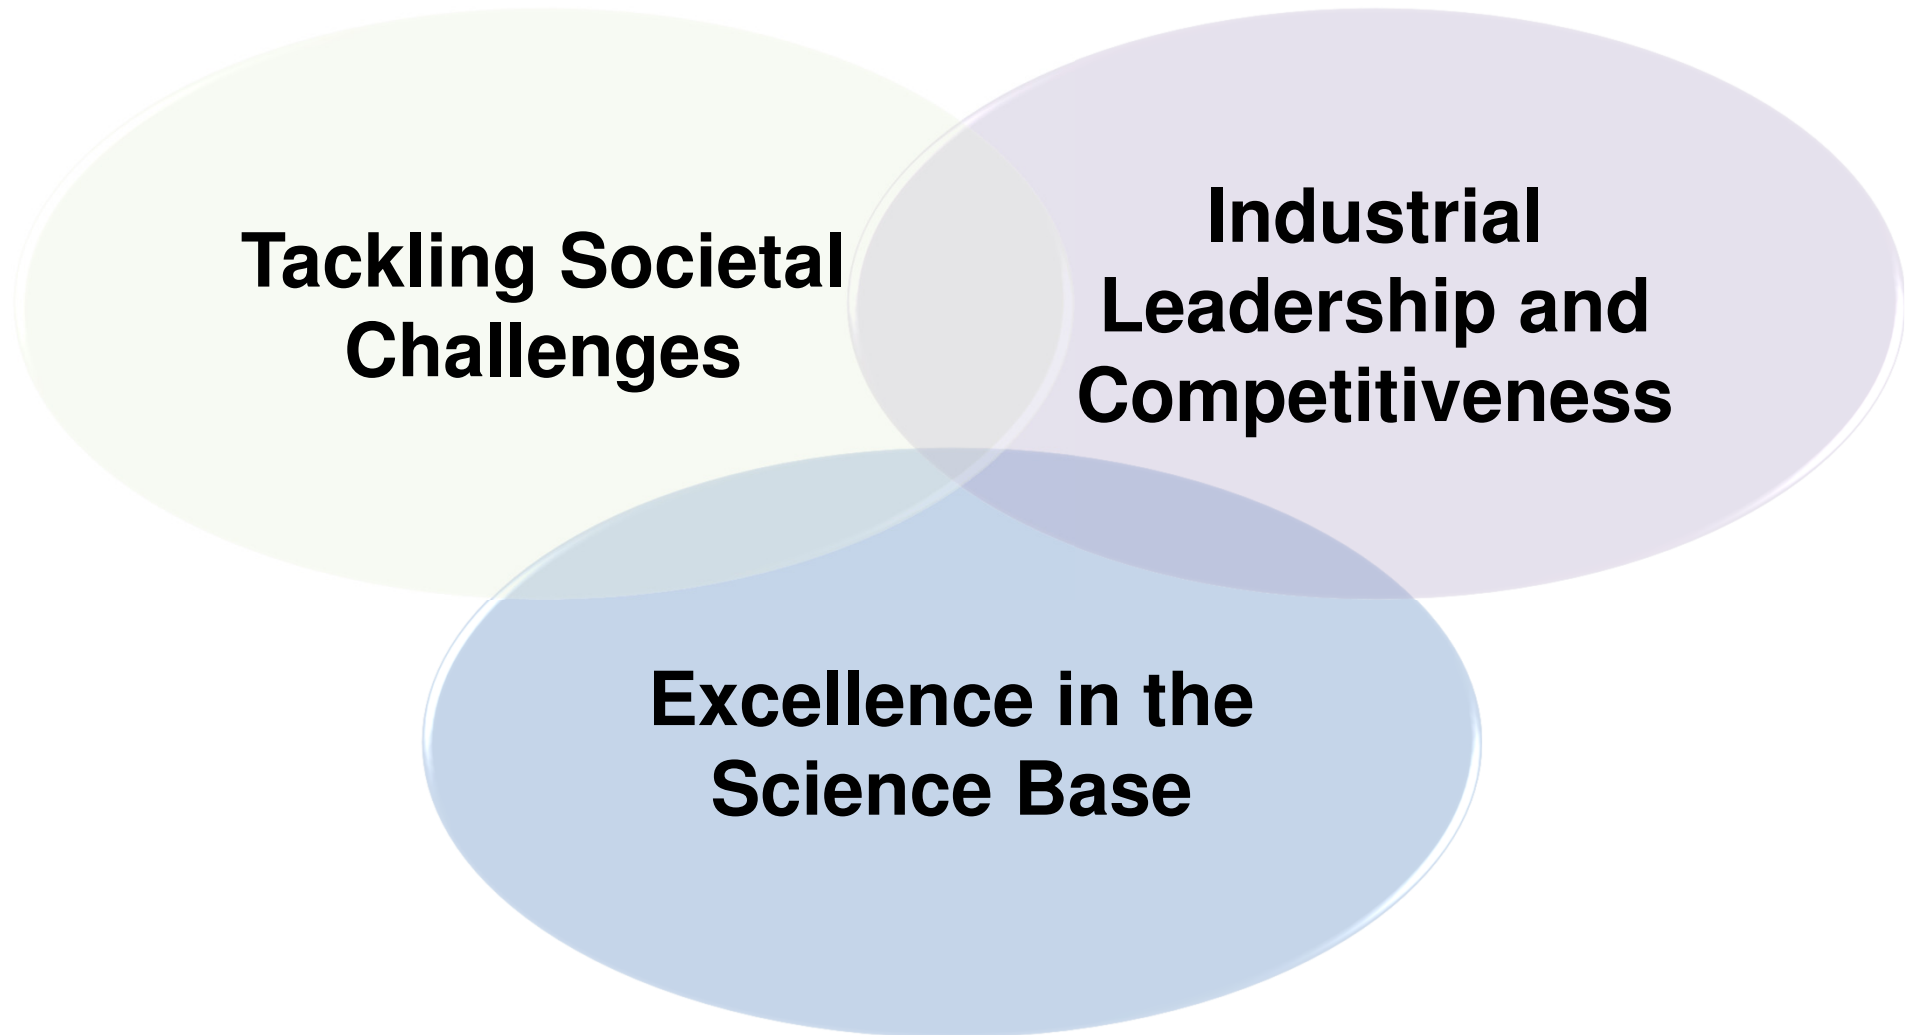 Tackling Societal
Challenges
Industrial
Leadership and
Competitiveness
Excellence in the
Science Base